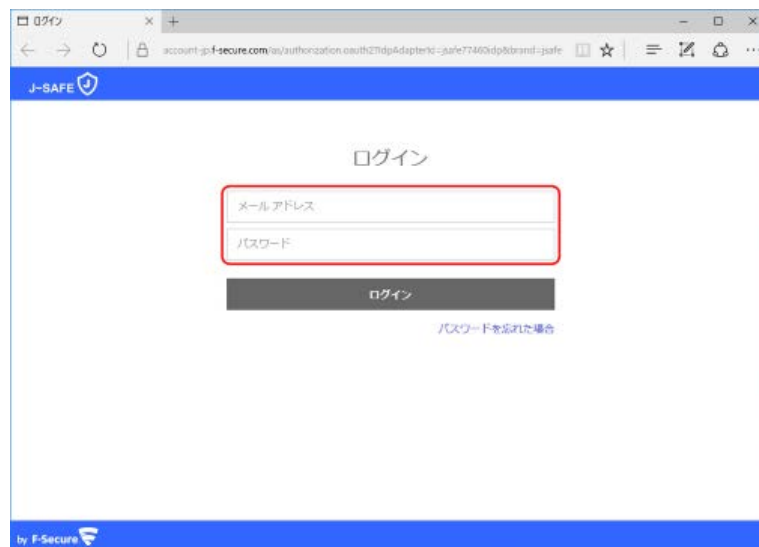 ログイン
J-SAFE
ログイン
メール アドレス
パスワード
ログイン
パスワードを忘れた場合
by F-Secure